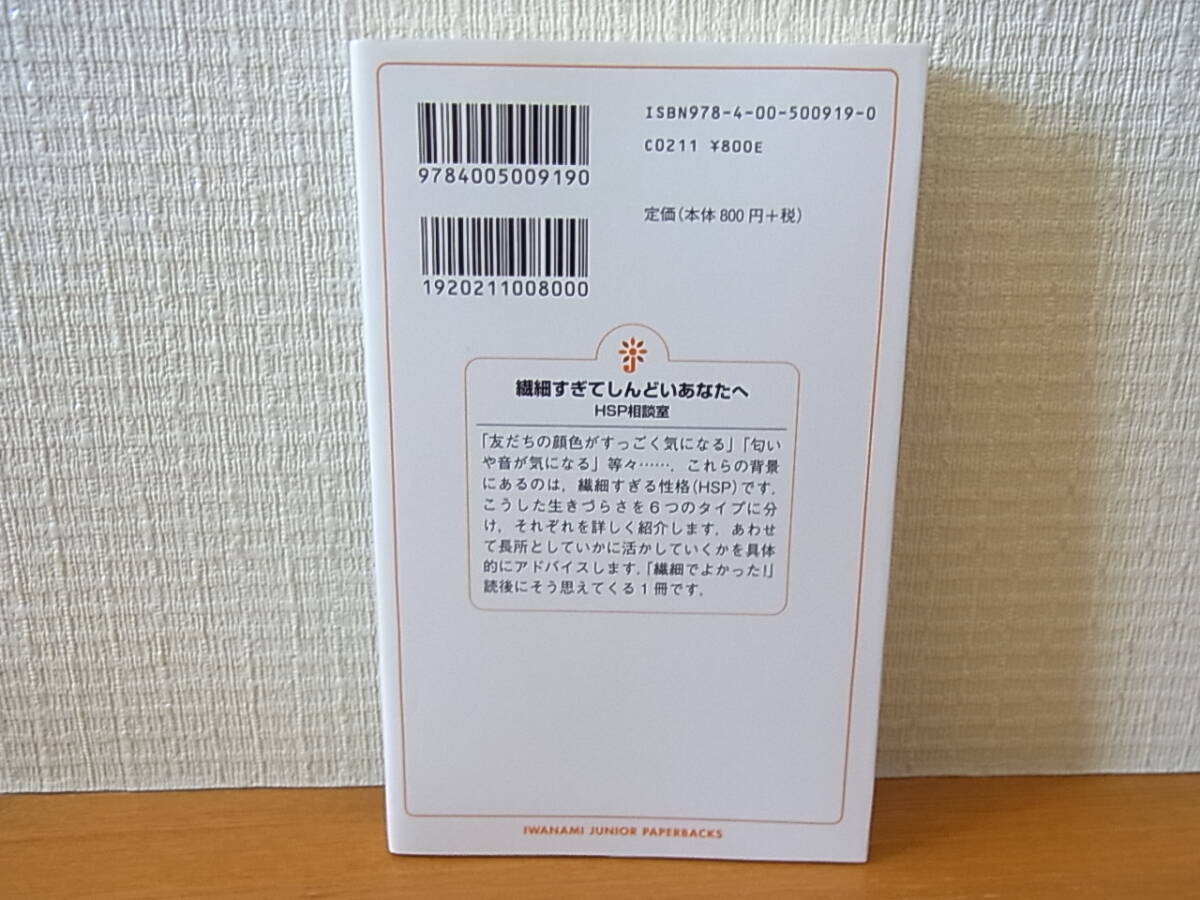 ISBN978-4-00-500919-0
C0211 ¥800E
定価(本体800円+税)
9784005009190
1920211008000
繊細すぎてしんどいあなたへ
HSP相談室
「友だちの顔色がすっごく気になる」「匂い
や音が気になる」等々……，これらの背景
にあるのは，繊細すぎる性格(HSP)です．
こうした生きづらさを6つのタイプに分
け，それぞれを詳しく紹介します．あわせ
て長所としていかに活かしていくかを具体
的にアドバイスします．「繊細でよかった!」
読後にそう思えてくる1冊です．
IWANAMI JUNIOR PAPERBACKS